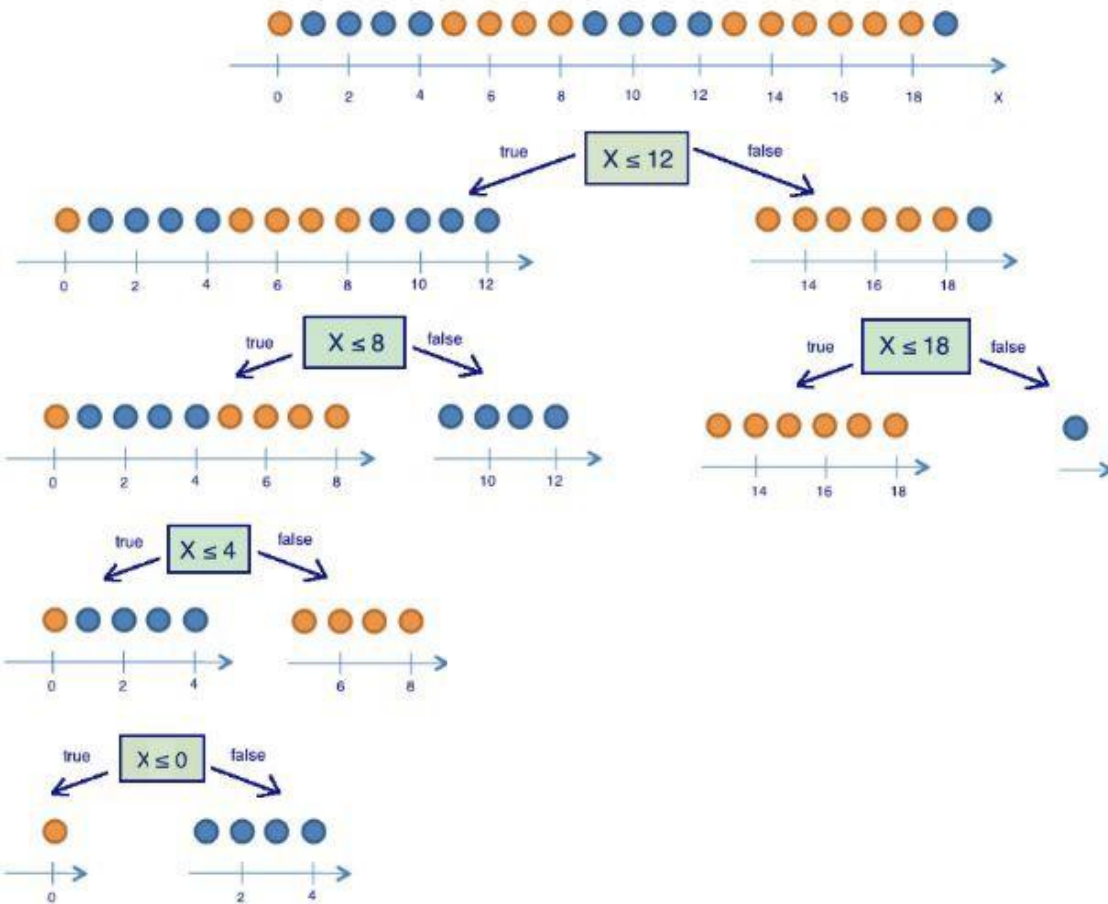 0 2 4 6 8 10 12 14 16 18 X
true X ≤ 12 false
0 2 4 6 8 10 12
14 16 18
true X ≤ 8 false
true X ≤ 18 false
0 2 4 6 8
10 12
14 16 18
true X ≤ 4 false
0 2 4
6 8
true X ≤ 0 false
0
2 4